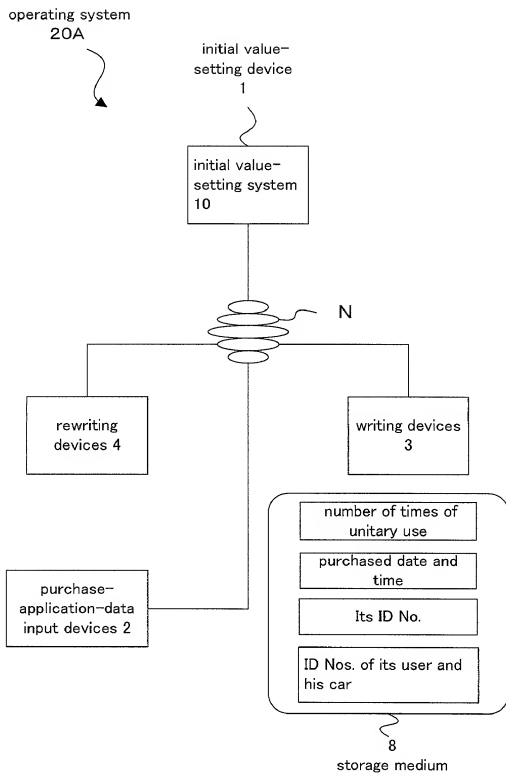 operating system
20A
initial value-
setting device
1
initial value-
setting system
10
N
rewriting
devices 4
writing devices
3
number of times of
unitary use
purchased date and
time
Its ID No.
ID Nos. of its user and
his car
purchase-
application-data
input devices 2
8
storage medium